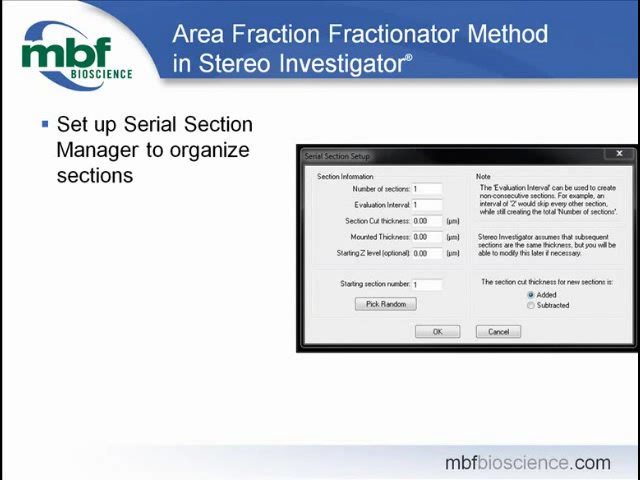 mbf
BIOSCIENCE
Area Fraction Fractionator Method
in Stereo Investigator®
Set up Serial Section
Manager to organize
sections
Serial Section Setup
Section Information
Number of sections: 1
Evaluation Interval: 1
Section Cut thickness: 0.00 (µm)
Mounted Thickness: 0.00 (µm)
Starting Z level (optional): 0.00 (µm)
Starting section number: 1
Pick Random
Note
The 'Evaluation Interval' can be used to create
non-consecutive sections. For example, an
interval of '2' would skip every other section,
while still creating the total 'Number of sections'.
Stereo Investigator assumes that subsequent
sections are the same thickness, but you will be
able to modify this later if necessary.
The section cut thickness for new sections is:
Added
Subtracted
OK
Cancel
mbfbioscience.com